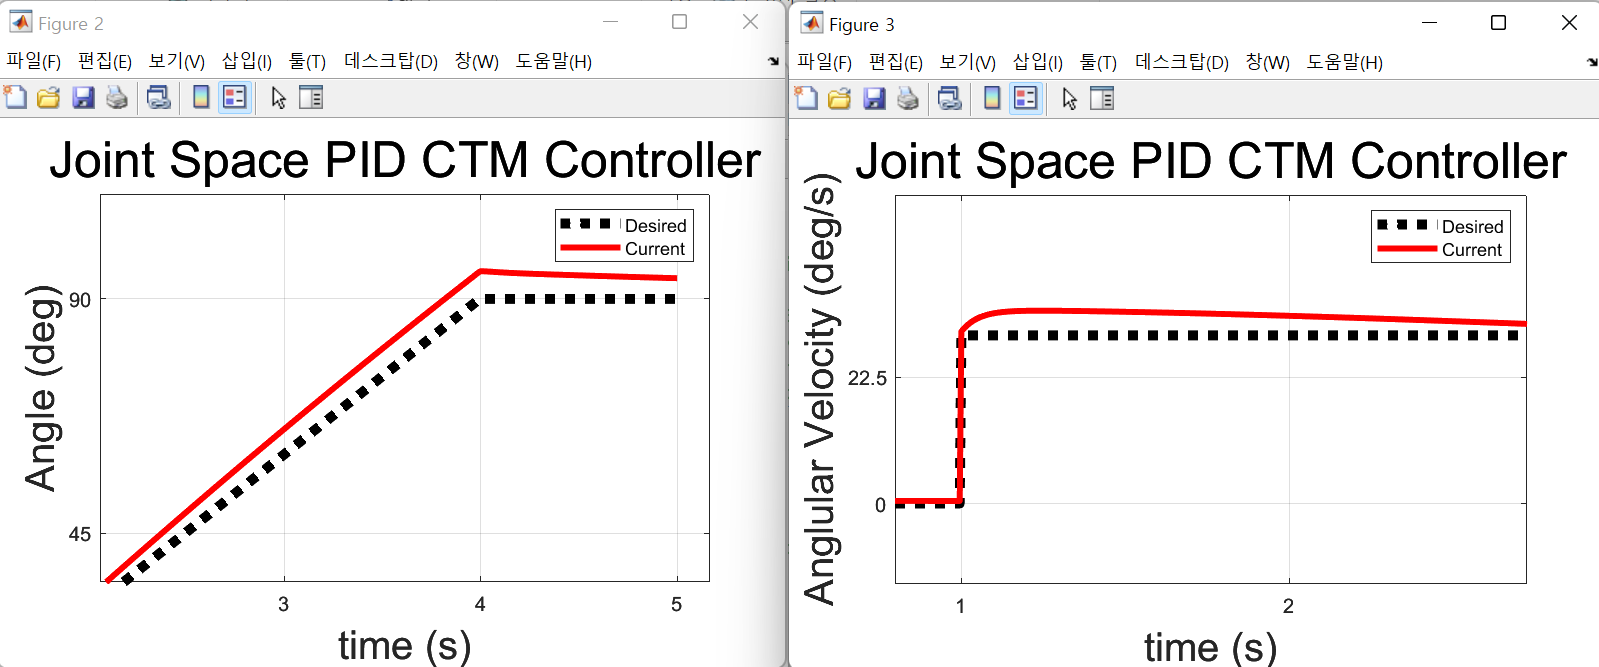 Figure 2
파일(F) 편집(E) 보기(V) 삽입(I) 툴(T) 데스크탑(D) 창(W) 도움말(H)
Joint Space PID CTM Controller
Desired
Current
Angle (deg)
90
45
3 4 5
time (s)
Figure 3
파일(F) 편집(E) 보기(V) 삽입(I) 툴(T) 데스크탑(D) 창(W) 도움말(H)
Joint Space PID CTM Controller
Desired
Current
Anglular Velocity (deg/s)
22.5
0
1 2
time (s)